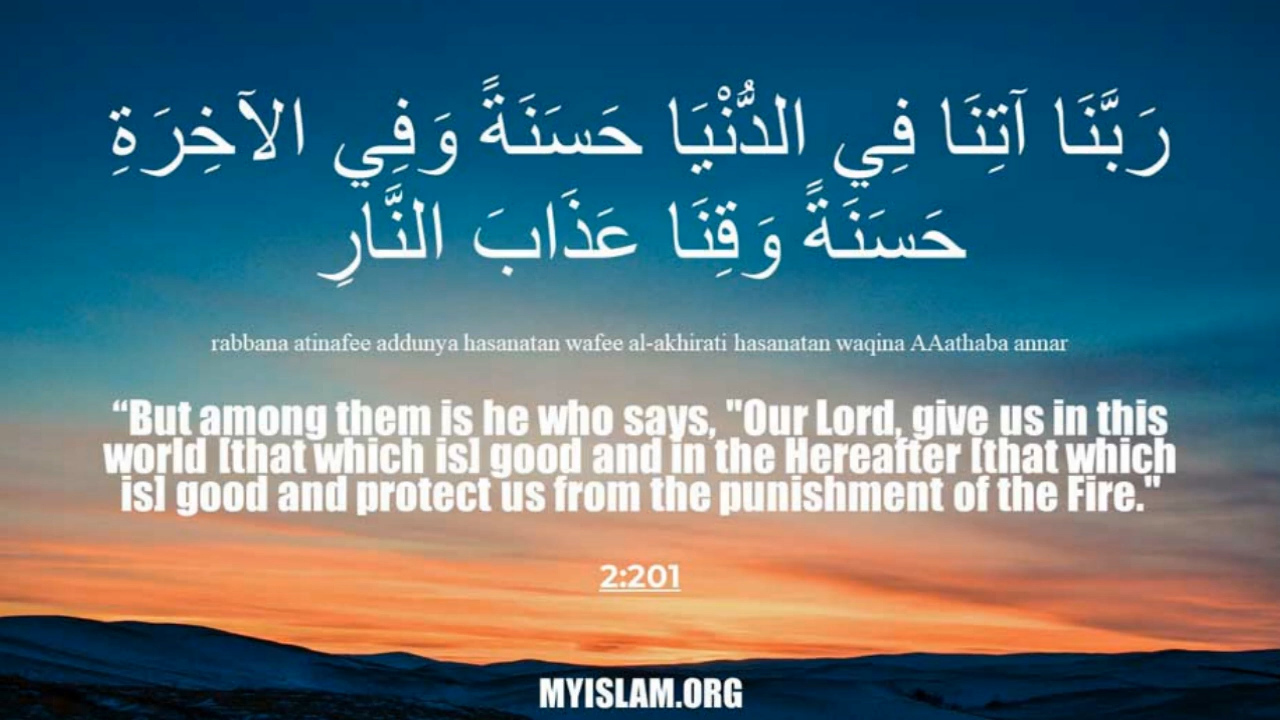 رَبَّنَا آتِنَا فِي الدُّنْيَا حَسَنَةً وَفِي الآخِرَةِ
حَسَنَةً وَقِنَا عَذَابَ النَّارِ
rabbana atinafee addunya hasanatan wafee al-akhirati hasanatan waqina AAathaba annar
“But among them is he who says, "Our Lord, give us in this
world [that which is] good and in the Hereafter [that which
is] good and protect us from the punishment of the Fire."
2:201
MYISLAM.ORG